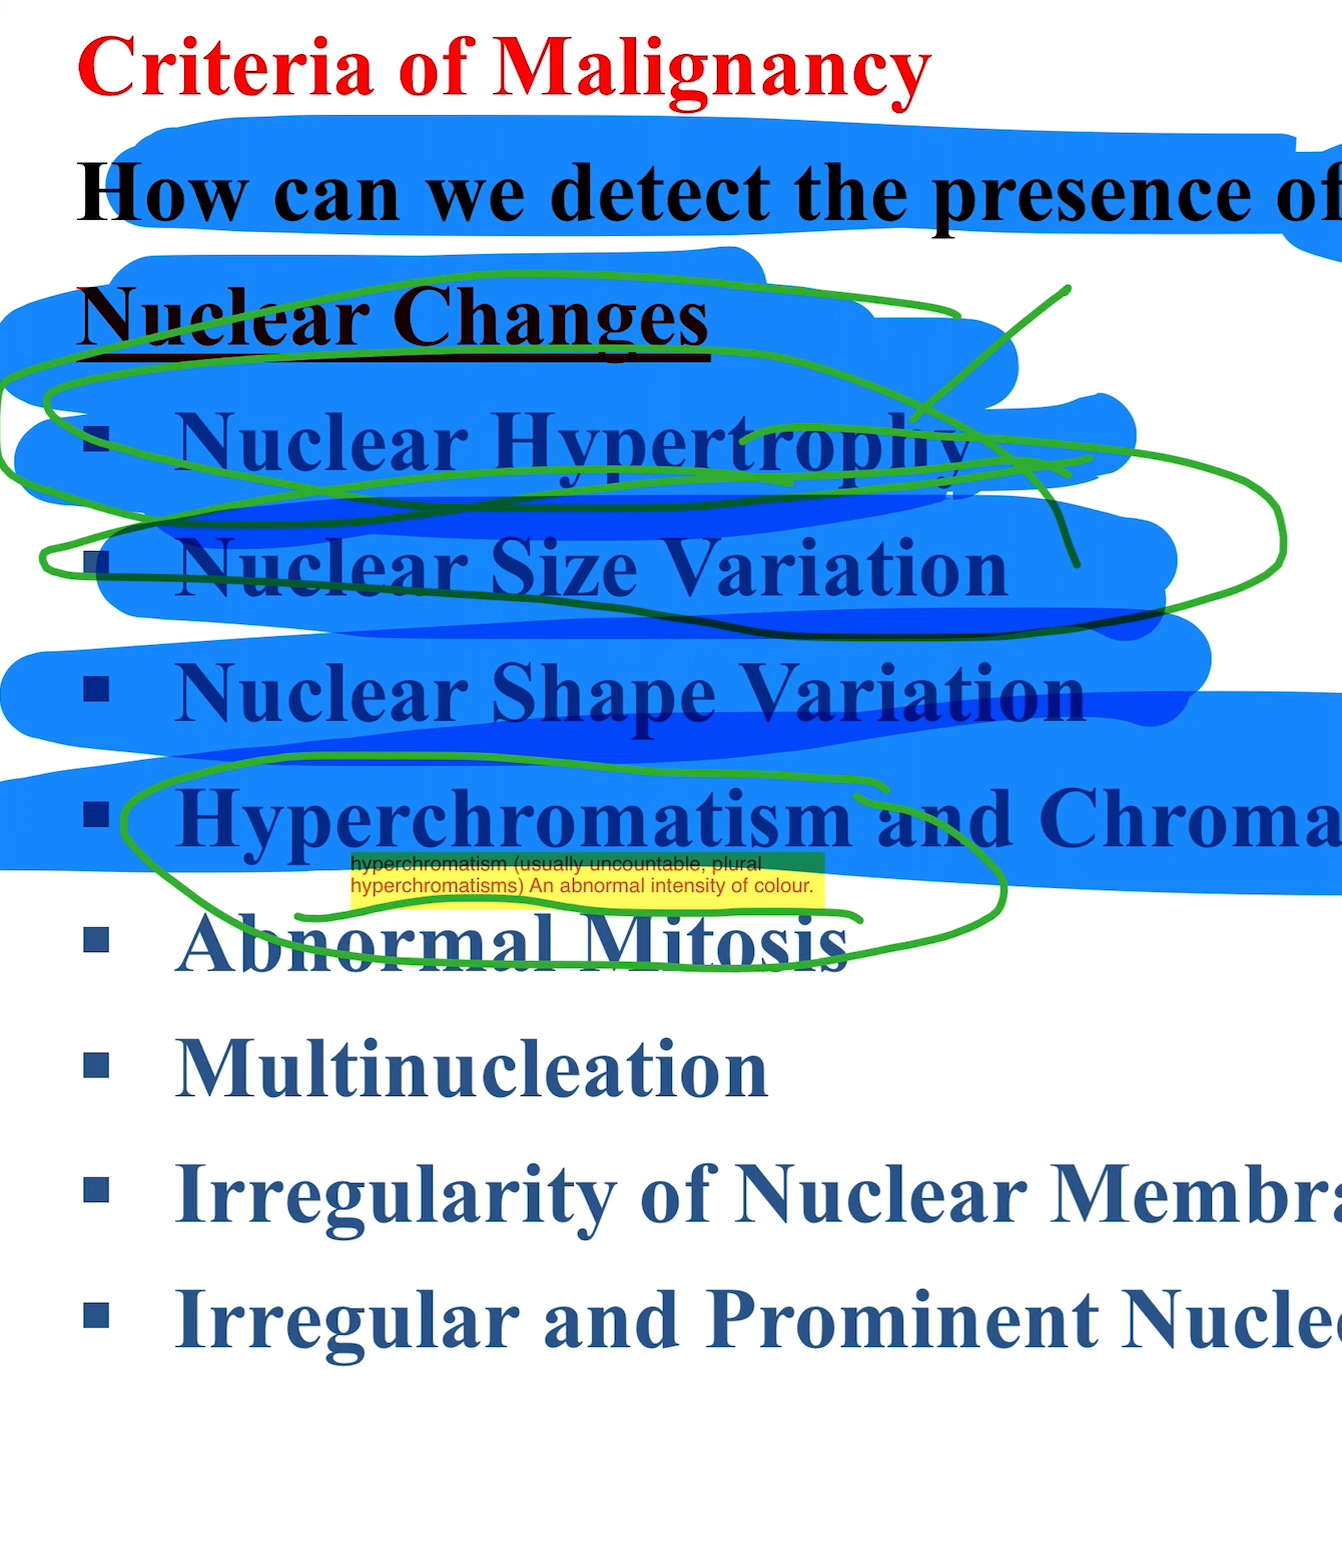 Criteria of Malignancy
How can we detect the presence of
Nuclear Changes
▪ Nuclear Hypertrophy
▪ Nuclear Size Variation
▪ Nuclear Shape Variation
▪ Hyperchromatism and Chroma
hyperchromatism (usually uncountable, plural
hyperchromatisms) An abnormal intensity of colour.
▪ Abnormal Mitosis
▪ Multinucleation
▪ Irregularity of Nuclear Membra
▪ Irregular and Prominent Nucleo